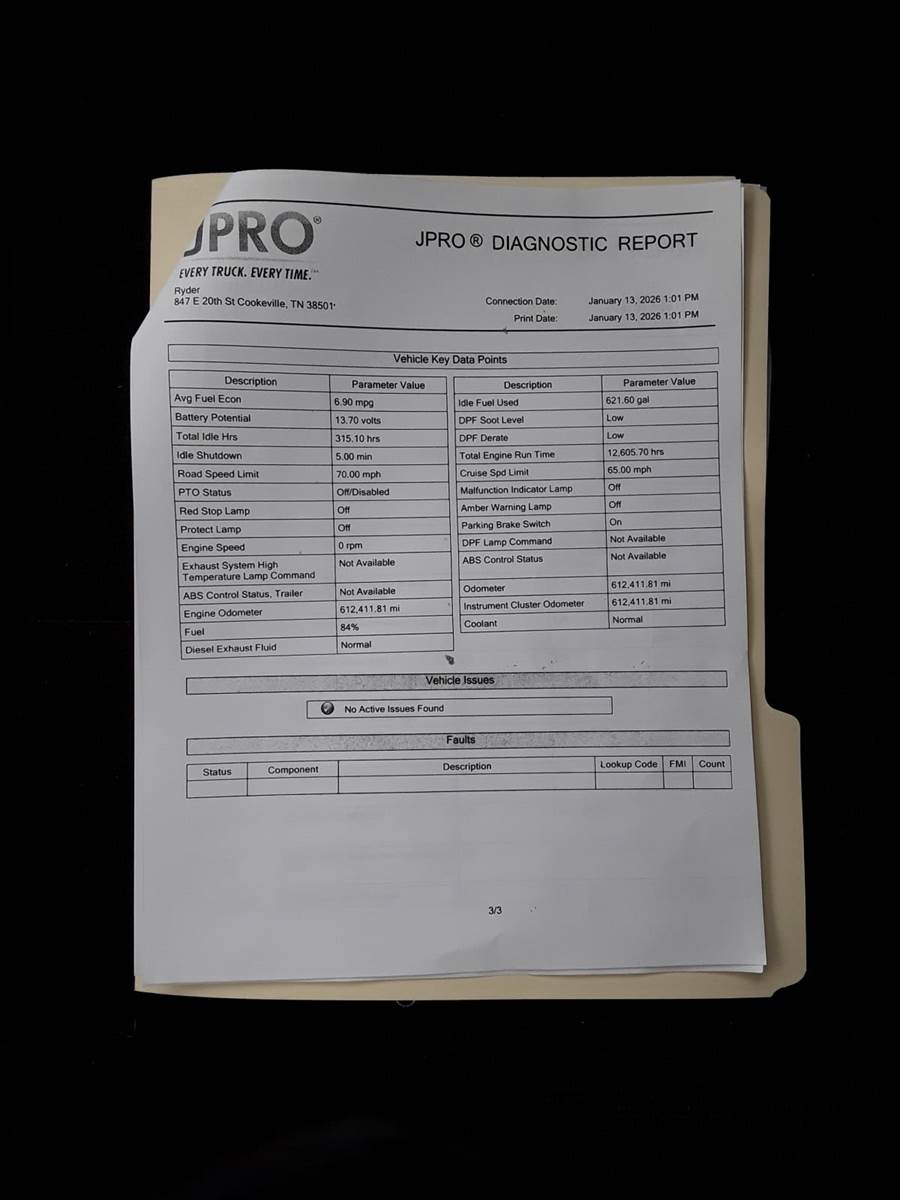 JPRO®
EVERY TRUCK. EVERY TIME.™
JPRO® DIAGNOSTIC REPORT
Ryder
847 E 20th St Cookeville, TN 38501
Connection Date: January 13, 2026 1:01 PM
Print Date: January 13, 2026 1:01 PM
Vehicle Key Data Points
Description Parameter Value
Avg Fuel Econ 6.90 mpg
Battery Potential 13.70 volts
Total Idle Hrs 315.10 hrs
Idle Shutdown 5.00 min
Road Speed Limit 70.00 mph
PTO Status Off/Disabled
Red Stop Lamp Off
Protect Lamp Off
Engine Speed 0 rpm
Exhaust System High Not Available
Temperature Lamp Command
ABS Control Status, Trailer Not Available
Engine Odometer 612,411.81 mi
Fuel 84%
Diesel Exhaust Fluid Normal
Description Parameter Value
Idle Fuel Used 621.60 gal
DPF Soot Level Low
DPF Derate Low
Total Engine Run Time 12,605.70 hrs
Cruise Spd Limit 65.00 mph
Malfunction Indicator Lamp Off
Amber Warning Lamp Off
Parking Brake Switch On
DPF Lamp Command Not Available
ABS Control Status Not Available
Odometer 612,411.81 mi
Instrument Cluster Odometer 612,411.81 mi
Coolant Normal
Vehicle Issues
No Active Issues Found
Faults
Status Component Description Lookup Code FMI Count
3/3